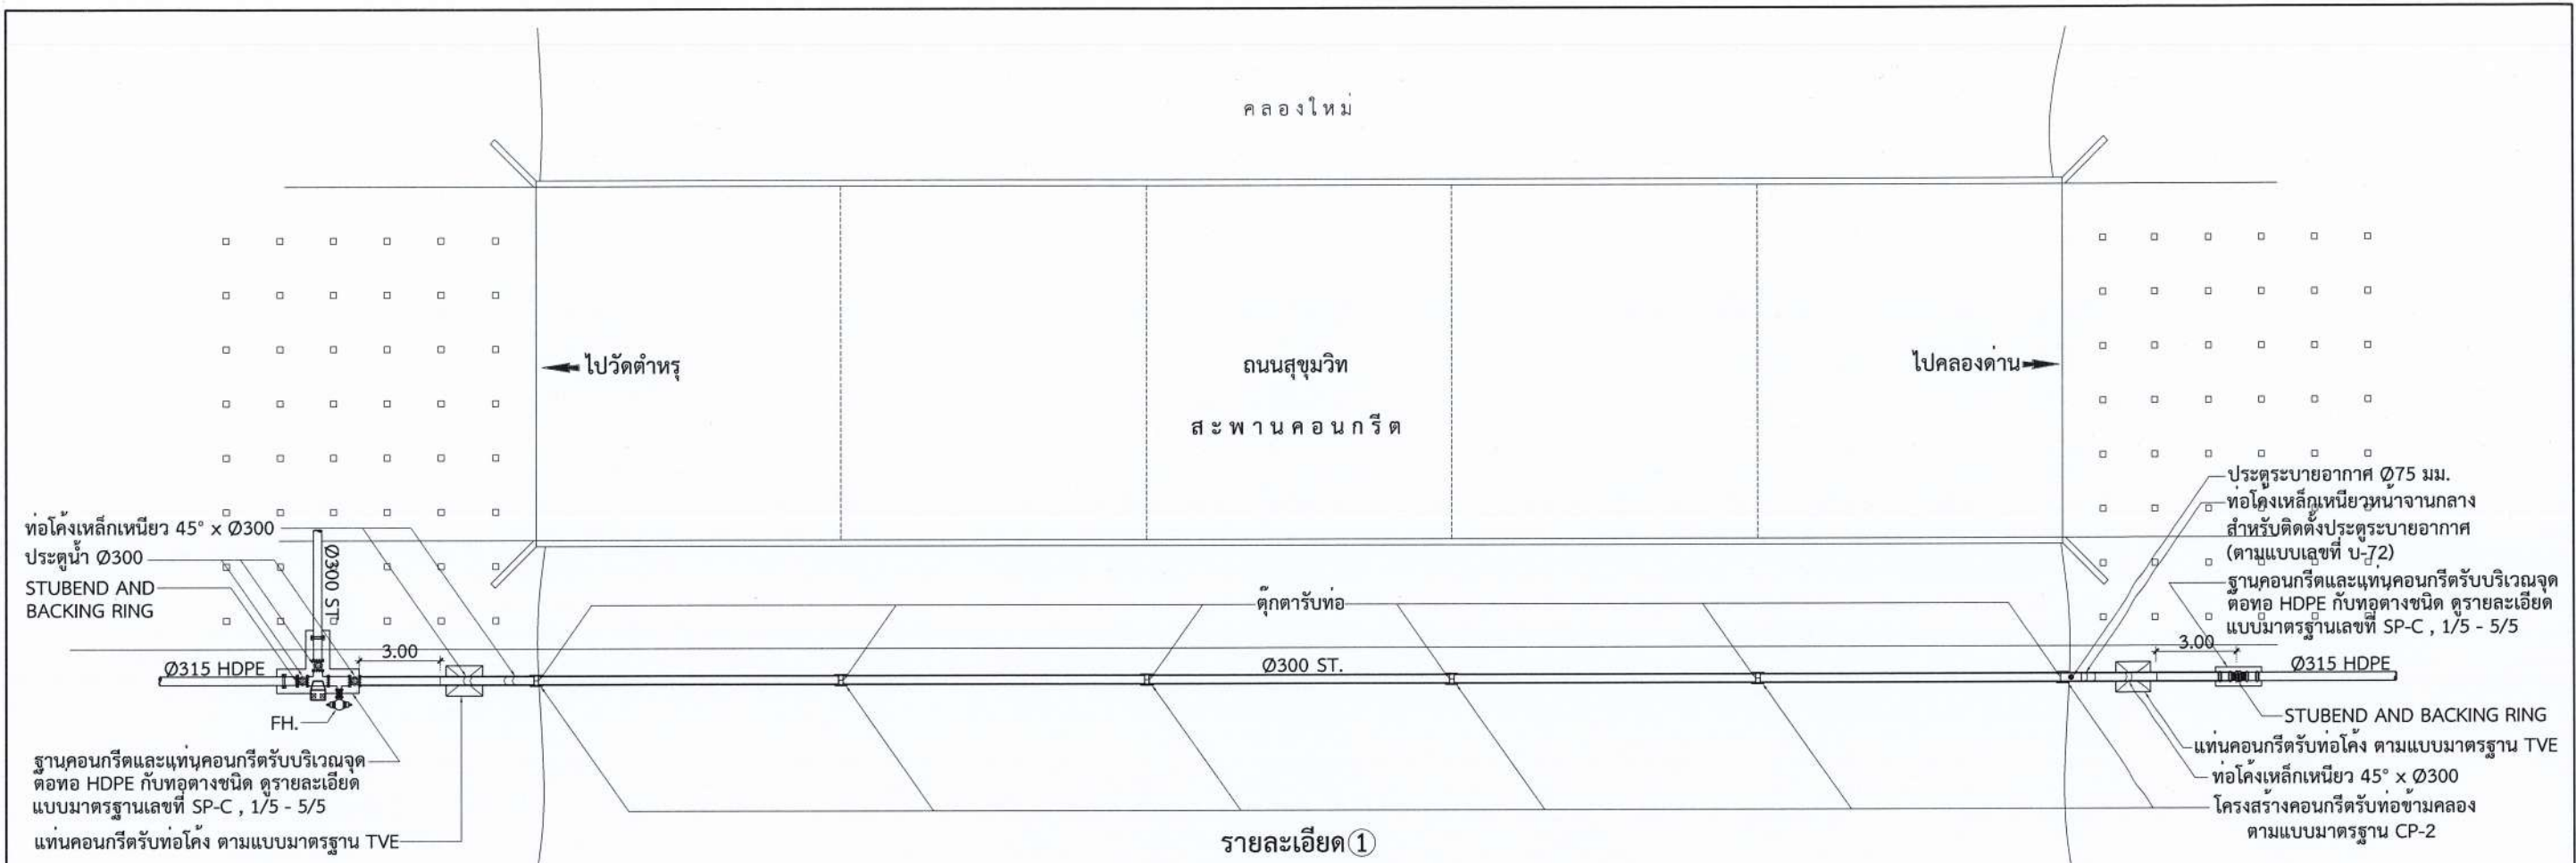 ค ล อ ง ใ ห ม่
ไปวัดตำหรุ
ถนนสุขุมวิท
ไปคลองด่าน
ส ะ พ า น ค อ น ก รี ต
ท่อโค้งเหล็กเหนียว 45° x Ø300
ประตูน้ำ Ø300
STUBEND AND
BACKING RING
Ø300 ST.
Ø315 HDPE
3.00
FH.
ฐานคอนกรีตและแท่นคอนกรีตรับบริเวณจุด
ต่อท่อ HDPE กับท่อต่างชนิด ดูรายละเอียด
แบบมาตรฐานเลขที่ SP-C , 1/5 - 5/5
แท่นคอนกรีตรับท่อโค้ง ตามแบบมาตรฐาน TVE
ตุ๊กตารับท่อ
Ø300 ST.
ประตูระบายอากาศ Ø75 มม.
ท่อโค้งเหล็กเหนียวหน้าจานกลาง
สำหรับติดตั้งประตูระบายอากาศ
(ตามแบบเลขที่ บ-72)
ฐานคอนกรีตและแท่นคอนกรีตรับบริเวณจุด
ต่อท่อ HDPE กับท่อต่างชนิด ดูรายละเอียด
แบบมาตรฐานเลขที่ SP-C , 1/5 - 5/5
3.00
Ø315 HDPE
STUBEND AND BACKING RING
แท่นคอนกรีตรับท่อโค้ง ตามแบบมาตรฐาน TVE
ท่อโค้งเหล็กเหนียว 45° x Ø300
โครงสร้างคอนกรีตรับท่อข้ามคลอง
ตามแบบมาตรฐาน CP-2
รายละเอียด①